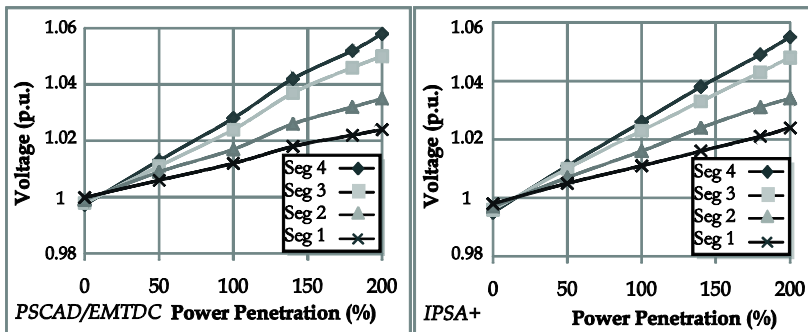 1.06
1.04
1.02
1
0.98
Voltage (p.u.)
Seg 4
Seg 3
Seg 2
Seg 1
0 50 100 150 200
PSCAD/EMTDC Power Penetration (%)
1.06
1.04
1.02
1
0.98
Voltage (p.u.)
Seg 4
Seg 3
Seg 2
Seg 1
0 50 100 150 200
IPSA+ Power Penetration (%)